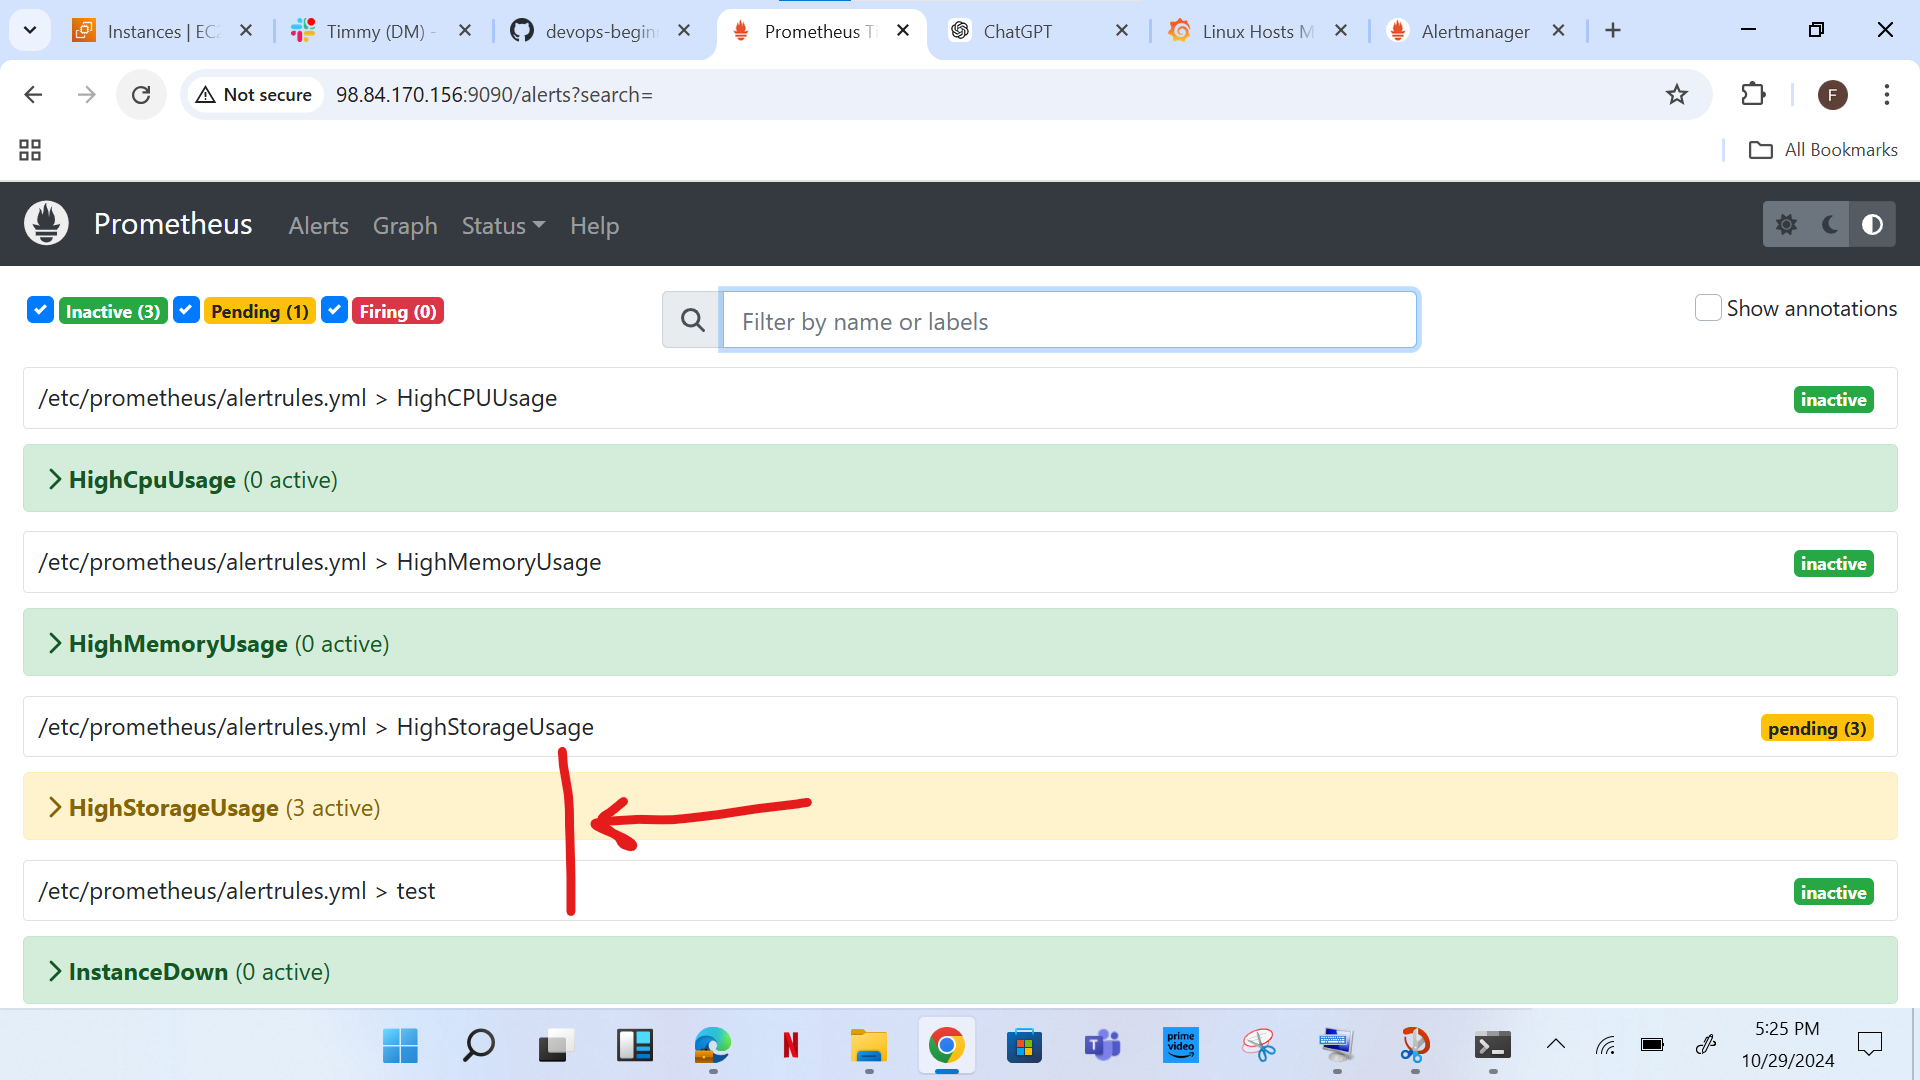 Instances | EC2
Timmy (DM) -
devops-begin
Prometheus Ti
ChatGPT
Linux Hosts M
Alertmanager
Not secure
98.84.170.156:9090/alerts?search=
F
All Bookmarks
Prometheus
Alerts
Graph
Status
Help
Inactive (3)
Pending (1)
Firing (0)
Filter by name or labels
Show annotations
/etc/prometheus/alertrules.yml > HighCPUUsage
inactive
HighCpuUsage (0 active)
/etc/prometheus/alertrules.yml > HighMemoryUsage
inactive
HighMemoryUsage (0 active)
/etc/prometheus/alertrules.yml > HighStorageUsage
pending (3)
HighStorageUsage (3 active)
/etc/prometheus/alertrules.yml > test
inactive
InstanceDown (0 active)
N
prime
video
5:25 PM
10/29/2024